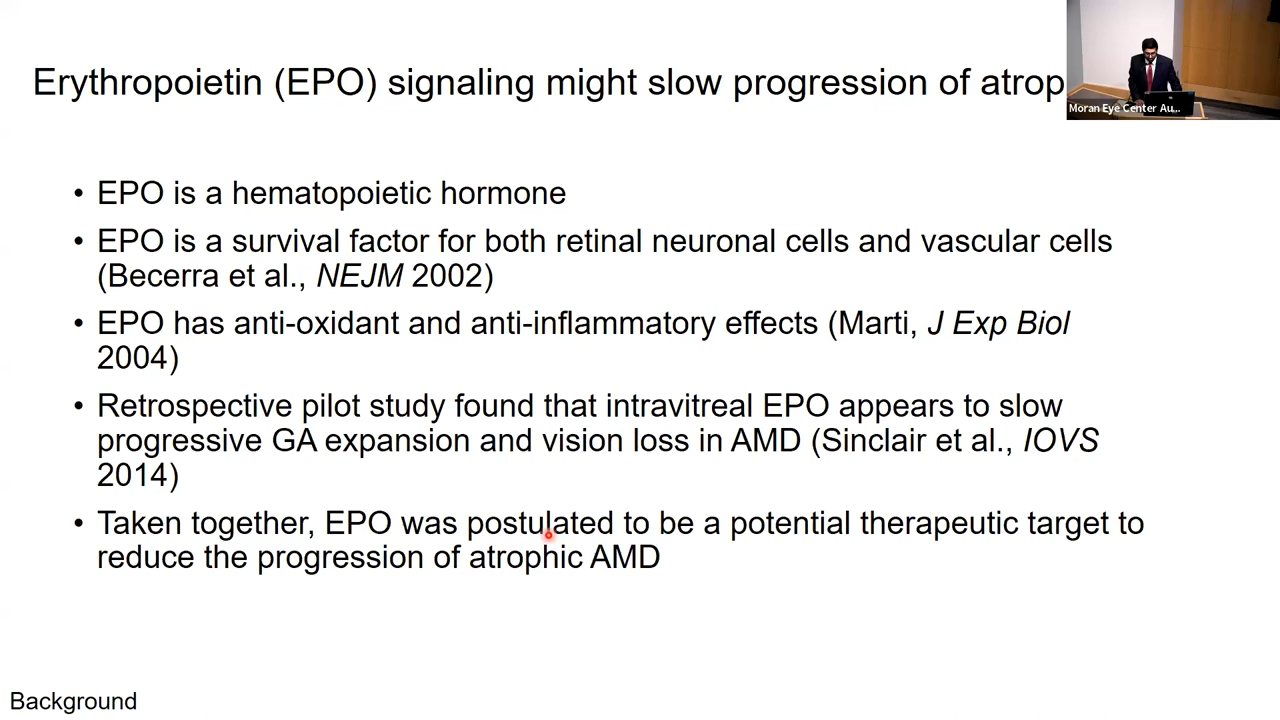 Erythropoietin (EPO) signaling might slow progression of atrop
Moran Eye Center Au...
• EPO is a hematopoietic hormone
• EPO is a survival factor for both retinal neuronal cells and vascular cells
(Becerra et al., NEJM 2002)
• EPO has anti-oxidant and anti-inflammatory effects (Marti, J Exp Biol
2004)
• Retrospective pilot study found that intravitreal EPO appears to slow
progressive GA expansion and vision loss in AMD (Sinclair et al., IOVS
2014)
• Taken together, EPO was postulated to be a potential therapeutic target to
reduce the progression of atrophic AMD
Background